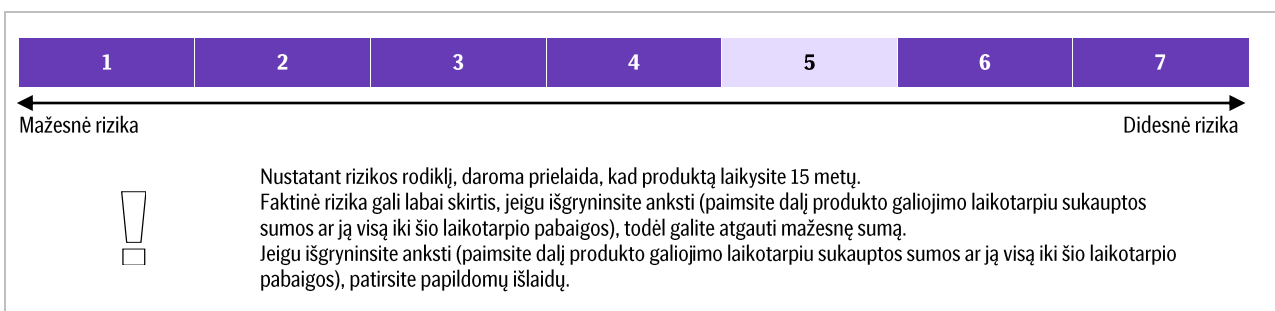 1 2 3 4 5 6 7
Mažesnė rizika Didesnė rizika
Nustatant rizikos rodiklį, daroma prielaida, kad produktą laikysite 15 metų.
Faktinė rizika gali labai skirtis, jeigu išgryninsite anksti (paimsite dalį produkto galiojimo laikotarpiu sukauptos
sumos ar ją visą iki šio laikotarpio pabaigos), todėl galite atgauti mažesnę sumą.
Jeigu išgryninsite anksti (paimsite dalį produkto galiojimo laikotarpiu sukauptos sumos ar ją visą iki šio laikotarpio
pabaigos), patirsite papildomų išlaidų.